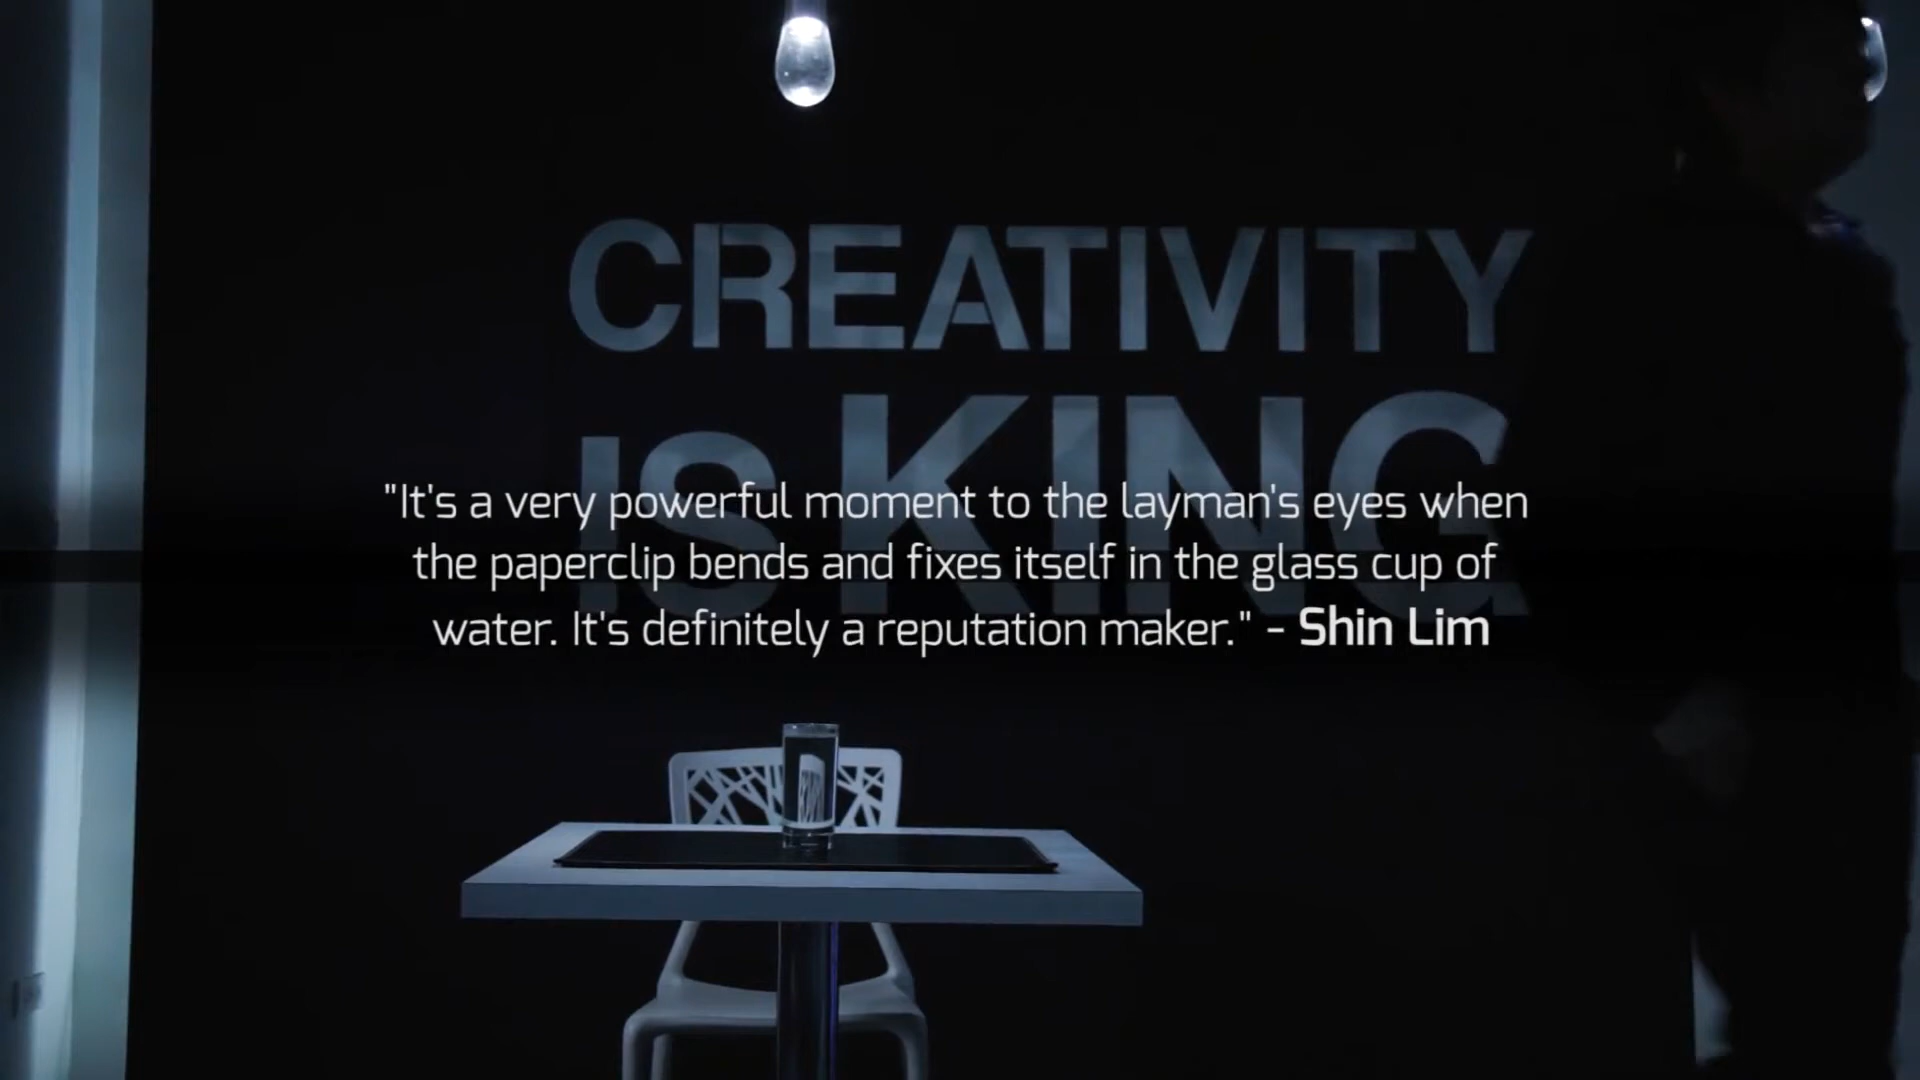 CREATIVITY
IS KING
"It's a very powerful moment to the layman's eyes when
the paperclip bends and fixes itself in the glass cup of
water. It's definitely a reputation maker." - Shin Lim